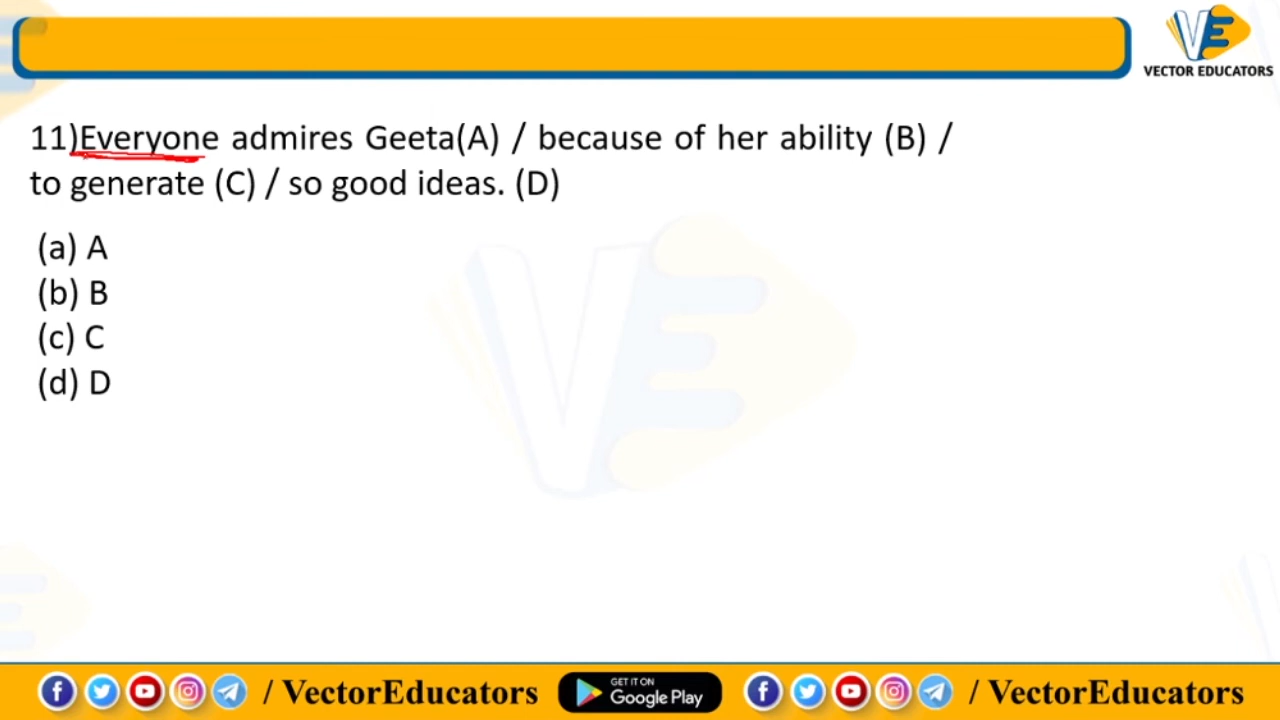 VE
VECTOR EDUCATORS
11)Everyone admires Geeta(A) / because of her ability (B) /
to generate (C) / so good ideas. (D)
(a) A
(b) B
(c) C
(d) D
/ VectorEducators
GET IT ON
Google Play
/ VectorEducators